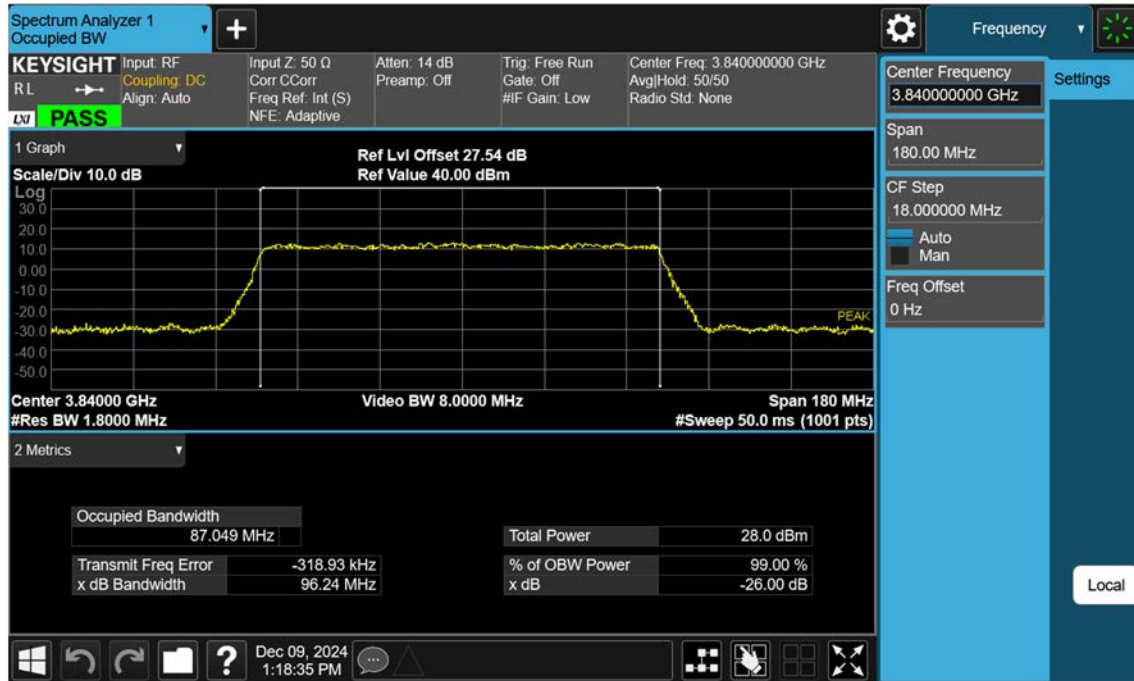 Spectrum Analyzer 1
Occupied BW
Frequency
KEYSIGHT
RL
LXI
PASS
Input: RF
Coupling: DC
Align: Auto
Input Z: 50 Ω
Corr CCorr
Freq Ref: Int (S)
NFE: Adaptive
Atten: 14 dB
Preamp: Off
Trig: Free Run
Gate: Off
#IF Gain: Low
Center Freq: 3.840000000 GHz
Avg|Hold: 50/50
Radio Std: None
1 Graph
Scale/Div 10.0 dB
Ref Lvl Offset 27.54 dB
Ref Value 40.00 dBm
Log
30.0
20.0
10.0
0.00
-10.0
-20.0
-30.0
-40.0
-50.0
PEAK
Center 3.84000 GHz
#Res BW 1.8000 MHz
Video BW 8.0000 MHz
Span 180 MHz
#Sweep 50.0 ms (1001 pts)
2 Metrics
Occupied Bandwidth
87.049 MHz
Transmit Freq Error -318.93 kHz
x dB Bandwidth 96.24 MHz
Total Power 28.0 dBm
% of OBW Power 99.00 %
x dB -26.00 dB
Center Frequency
3.840000000 GHz
Span
180.00 MHz
CF Step
18.000000 MHz
Auto
Man
Freq Offset
0 Hz
Settings
Local
Dec 09, 2024
1:18:35 PM